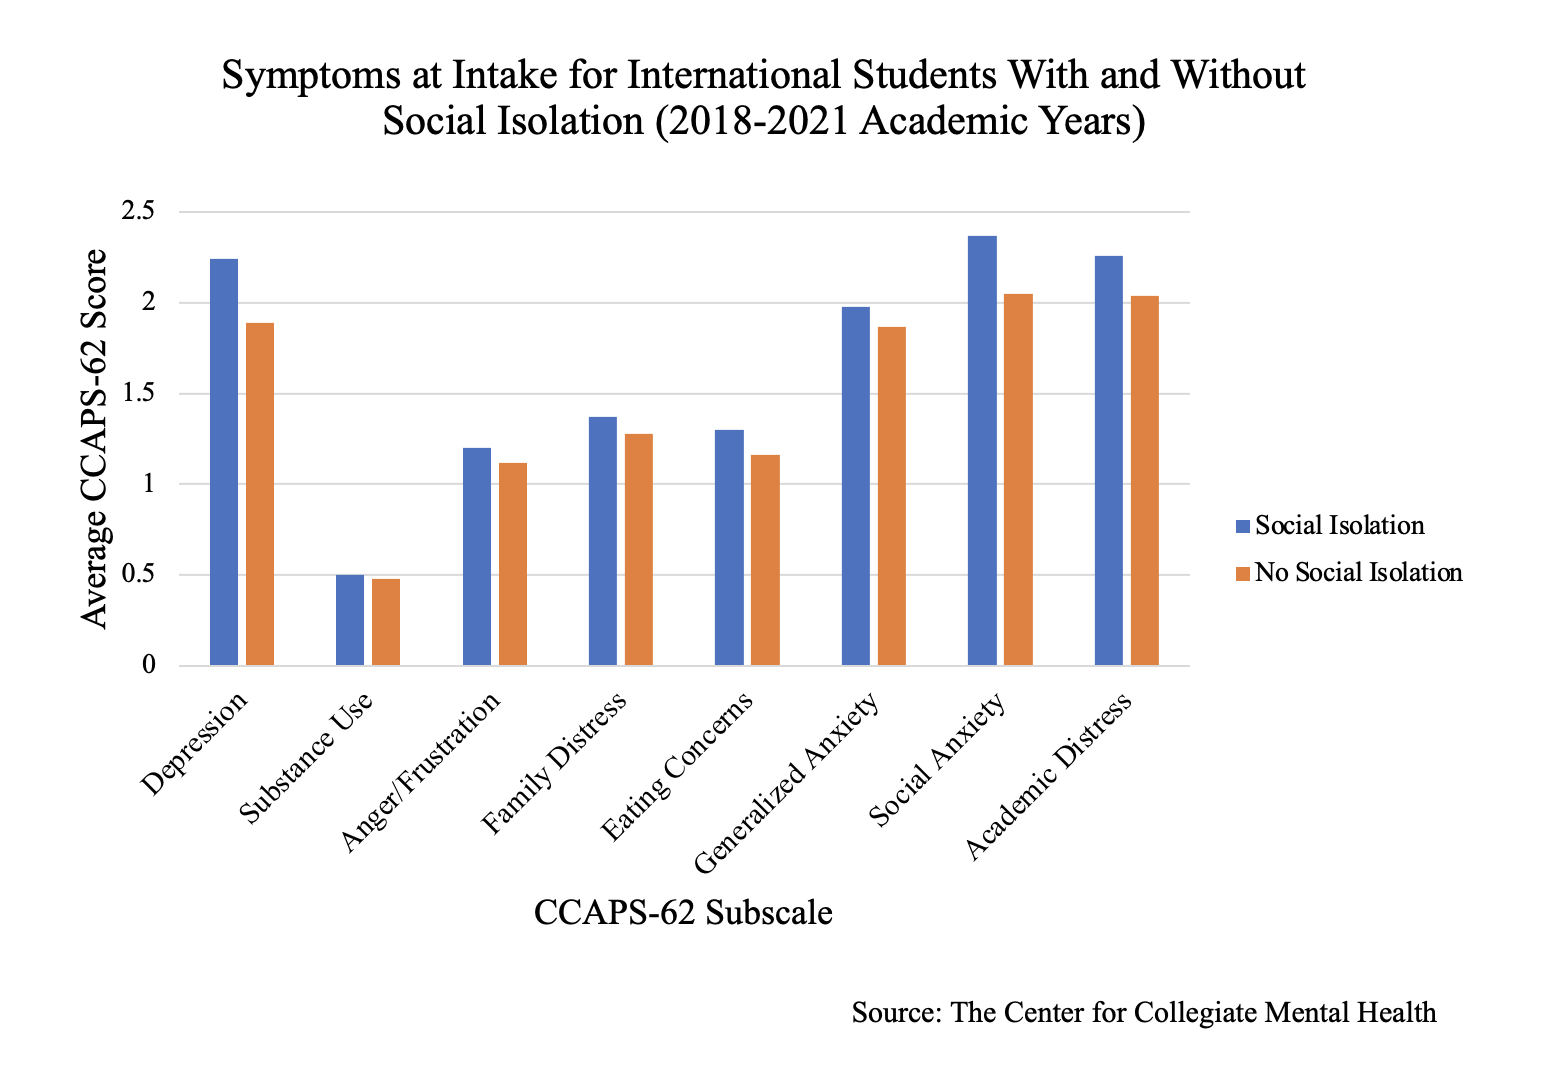 Symptoms at Intake for International Students With and Without
Social Isolation (2018-2021 Academic Years)
Average CCAPS-62 Score
2.5
2
1.5
1
0.5
0
Depression
Substance Use
Anger/Frustration
Family Distress
Eating Concerns
Generalized Anxiety
Social Anxiety
Academic Distress
CCAPS-62 Subscale
Social Isolation
No Social Isolation
Source: The Center for Collegiate Mental Health